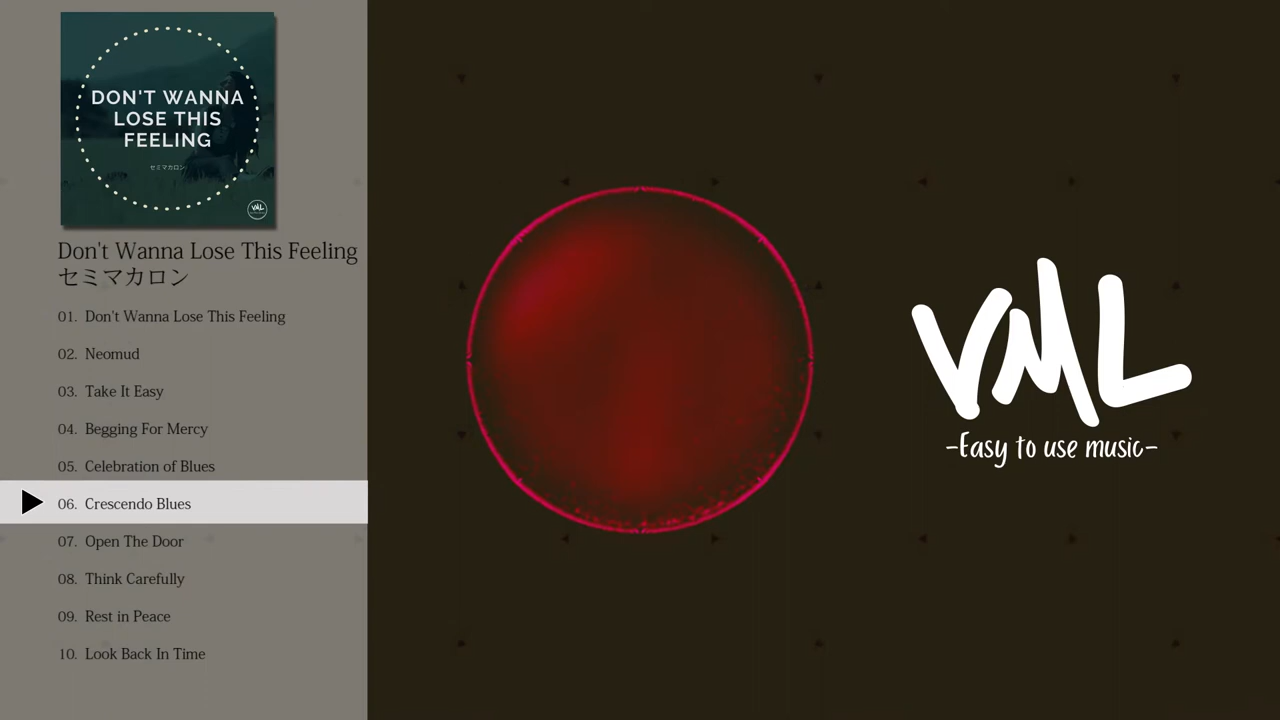 DON'T WANNA
LOSE THIS
FEELING
セミマカロン
VML
Don't Wanna Lose This Feeling
セミマカロン
01. Don't Wanna Lose This Feeling
02. Neomud
03. Take It Easy
04. Begging For Mercy
05. Celebration of Blues
06. Crescendo Blues
07. Open The Door
08. Think Carefully
09. Rest in Peace
10. Look Back In Time
VML
-Easy to use music-